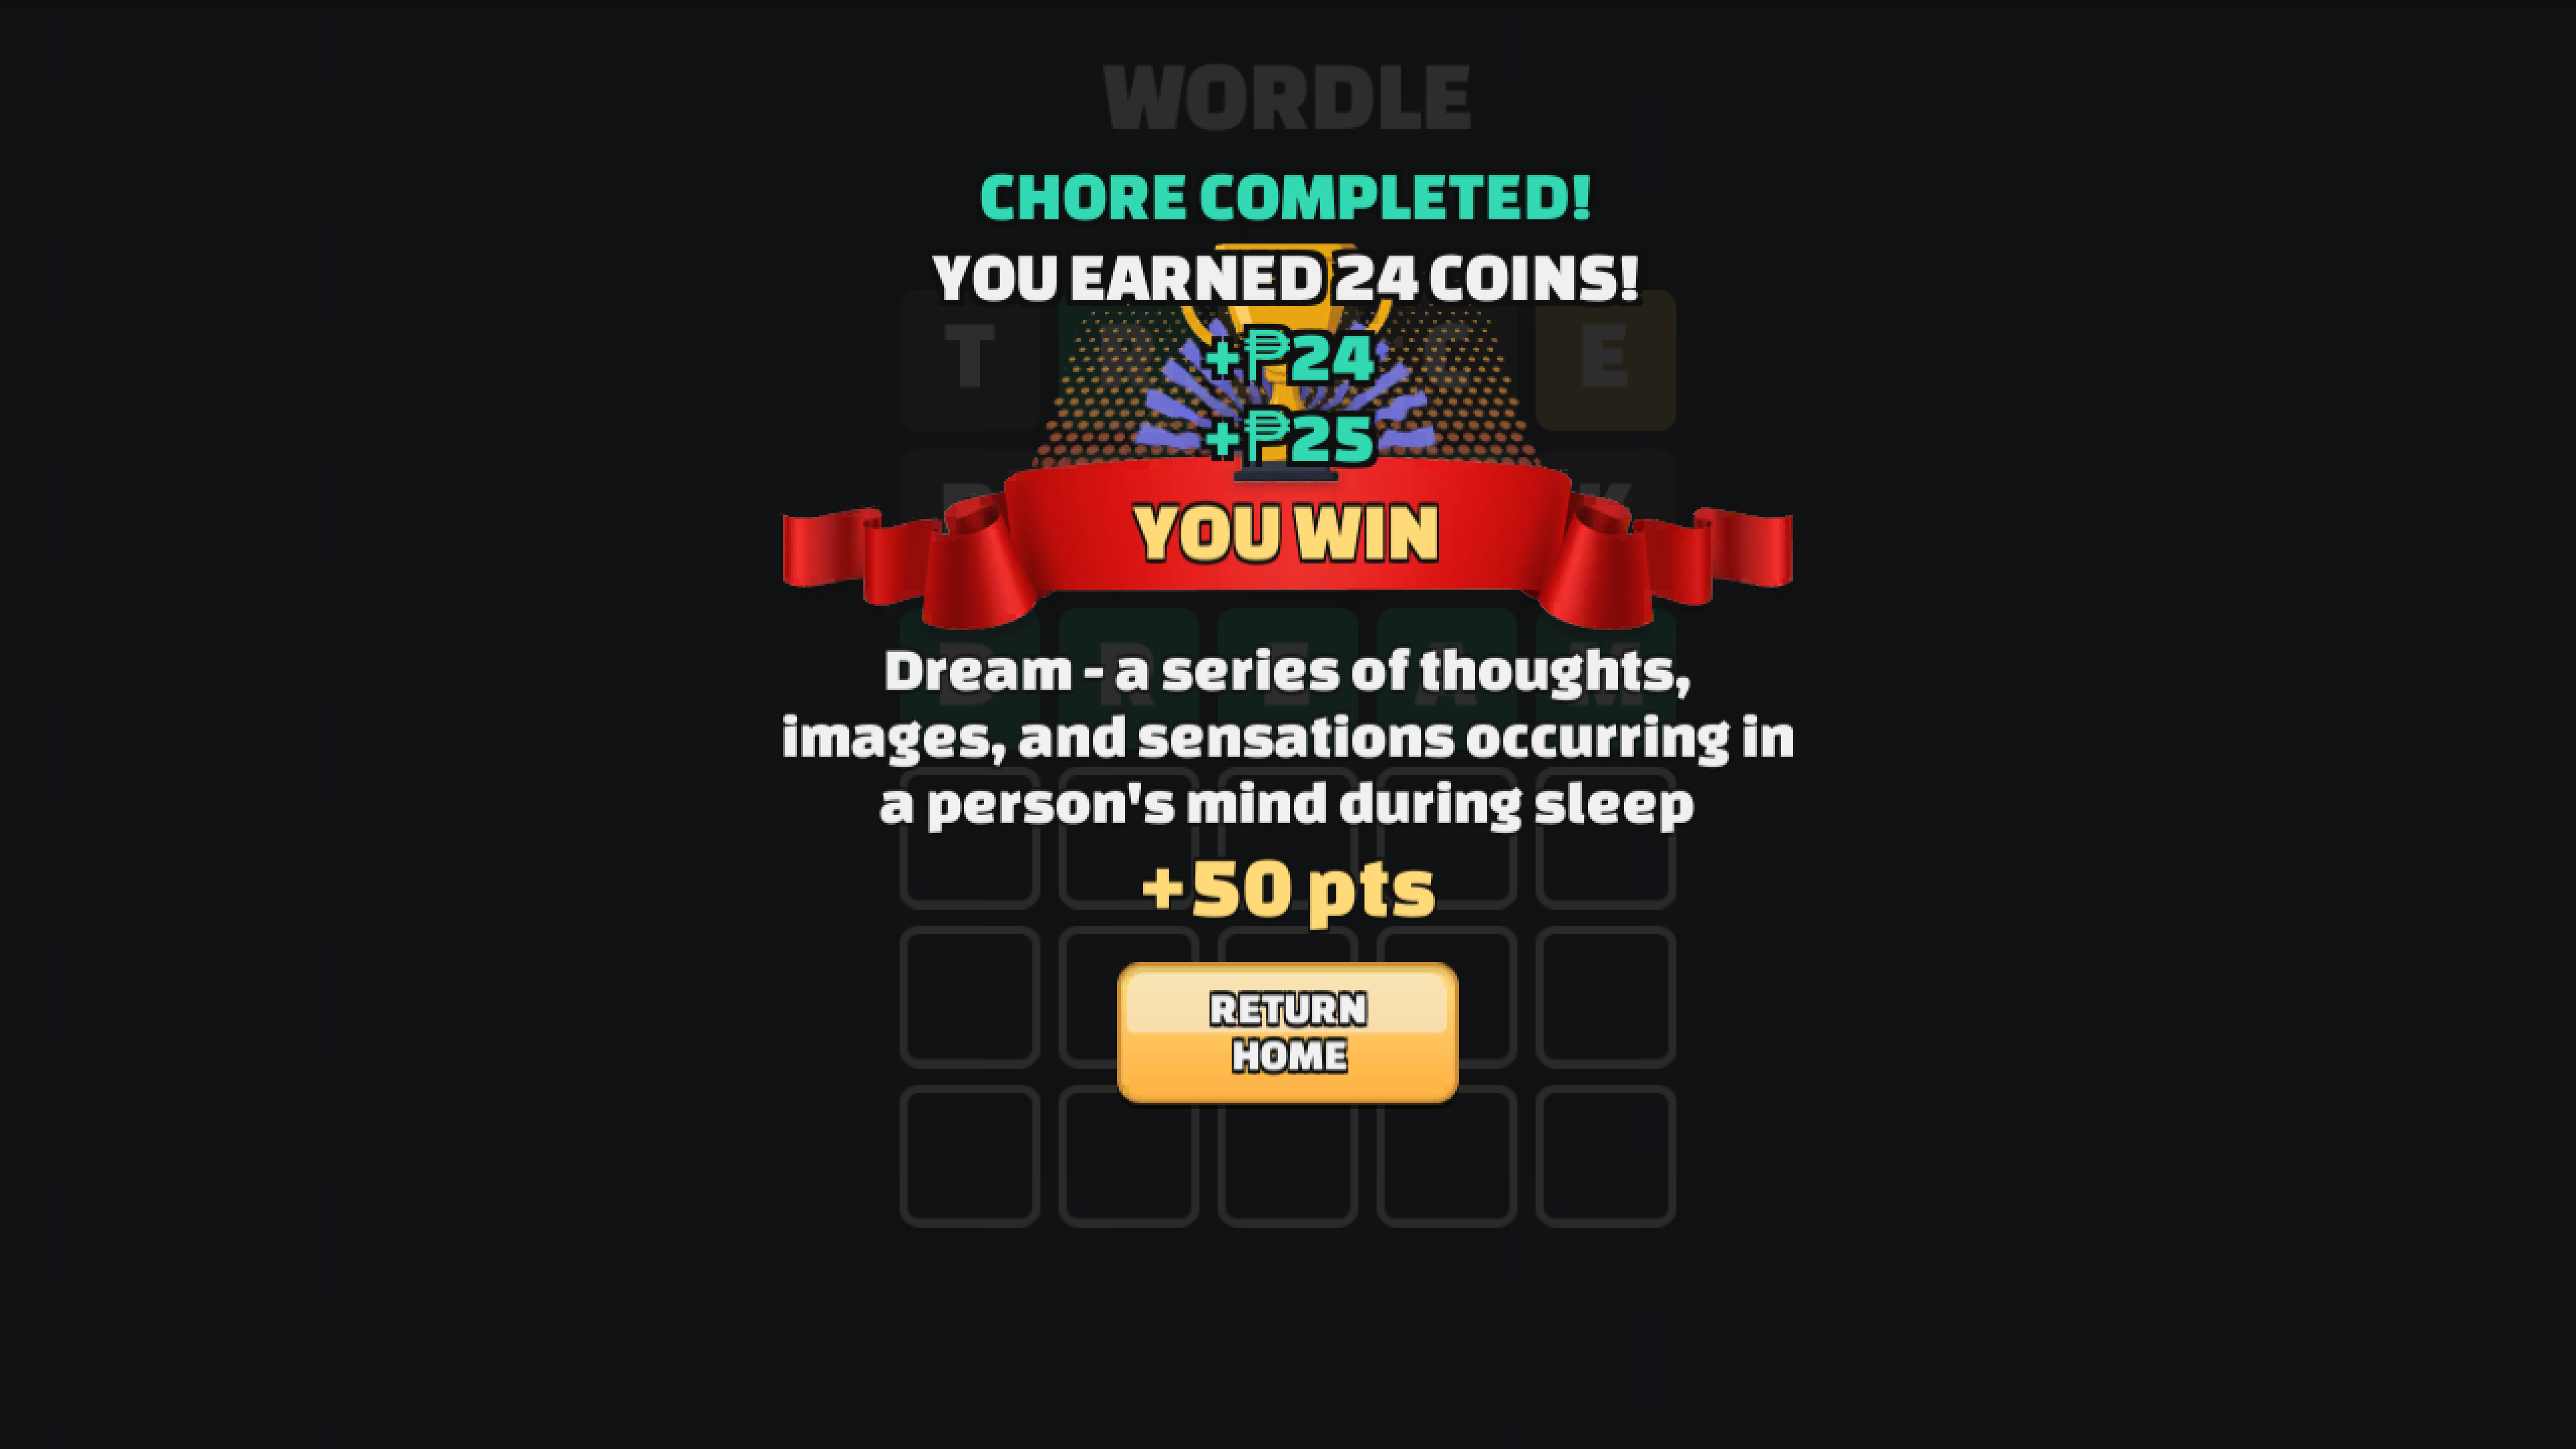 WORDLE
CHORE COMPLETED!
YOU EARNED 24 COINS!
T C E
+₱24
+₱25
K
YOU WIN
D R E A M
Dream - a series of thoughts,
images, and sensations occurring in
a person's mind during sleep
+50 pts
RETURN
HOME